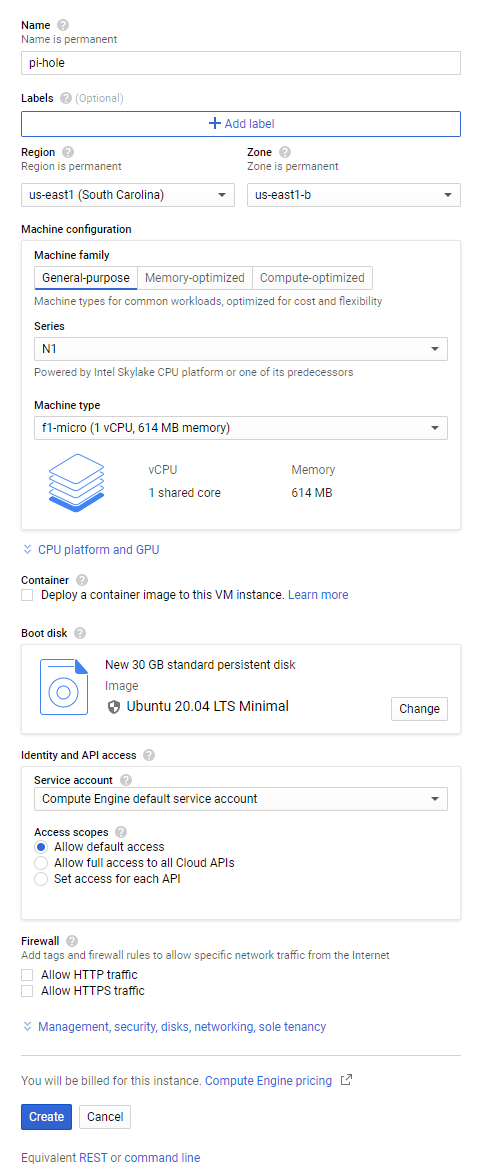 Name
Name is permanent
pi-hole
Labels (Optional)
Add label
Region
Region is permanent
us-east1 (South Carolina)
Zone
Zone is permanent
us-east1-b
Machine configuration
Machine family
General-purpose Memory-optimized Compute-optimized
Machine types for common workloads, optimized for cost and flexibility
Series
N1
Powered by Intel Skylake CPU platform or one of its predecessors
Machine type
f1-micro (1 vCPU, 614 MB memory)
vCPU Memory
1 shared core 614 MB
CPU platform and GPU
Container
Deploy a container image to this VM instance. Learn more
Boot disk
New 30 GB standard persistent disk
Image
Ubuntu 20.04 LTS Minimal
Change
Identity and API access
Service account
Compute Engine default service account
Access scopes
Allow default access
Allow full access to all Cloud APIs
Set access for each API
Firewall
Add tags and firewall rules to allow specific network traffic from the Internet
Allow HTTP traffic
Allow HTTPS traffic
Management, security, disks, networking, sole tenancy
You will be billed for this instance. Compute Engine pricing
Create Cancel
Equivalent REST or command line